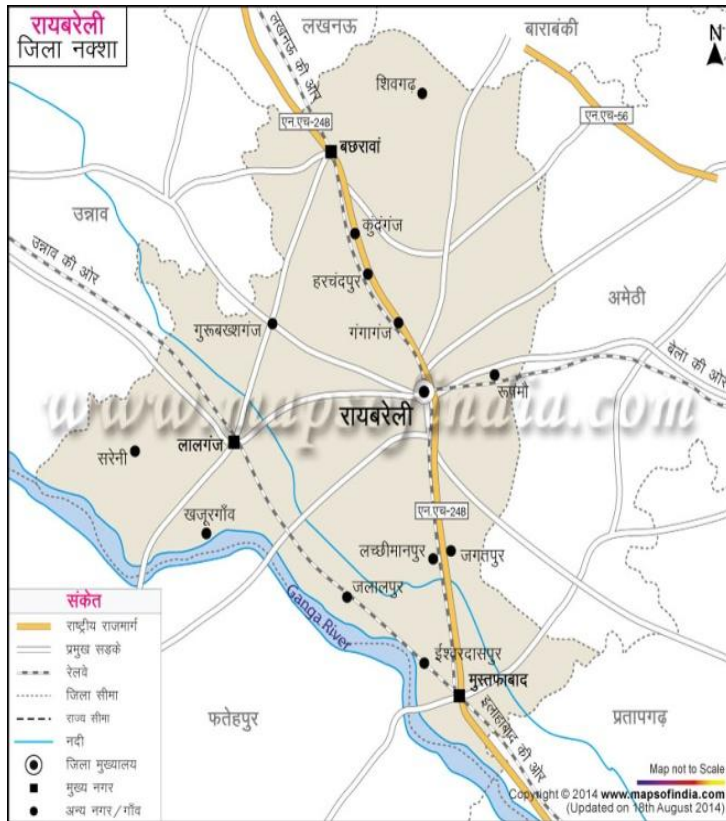 रायबरेली
जिला नक्शा
लखनऊ
बाराबंकी
N
लखनऊ की ओर
शिवगढ़
एन.एच-24B
एन.एच-56
बछरावां
उन्नाव
कुंदगंज
उन्नाव की ओर
हरचंदपुर
अमेठी
गुरूबख्शगंज
गंगागंज
बेला की ओर
रूपमौ
www.mapsofindia.com
रायबरेली
लालगंज
सरेनी
खजूरगाँव
एन.एच-24B
लच्छीमानपुर
जगतपुर
जलालपुर
Ganga River
ईश्वरदासपुर
मुस्तफाबाद
फतेहपुर
इलाहाबाद की ओर
प्रतापगढ़
संकेत
राष्ट्रीय राजमार्ग
प्रमुख सड़के
रेलवे
जिला सीमा
राज्य सीमा
नदी
जिला मुख्यालय
मुख्य नगर
अन्य नगर/गाँव
Map not to Scale
Copyright © 2014 www.mapsofindia.com
(Updated on 18th August 2014)